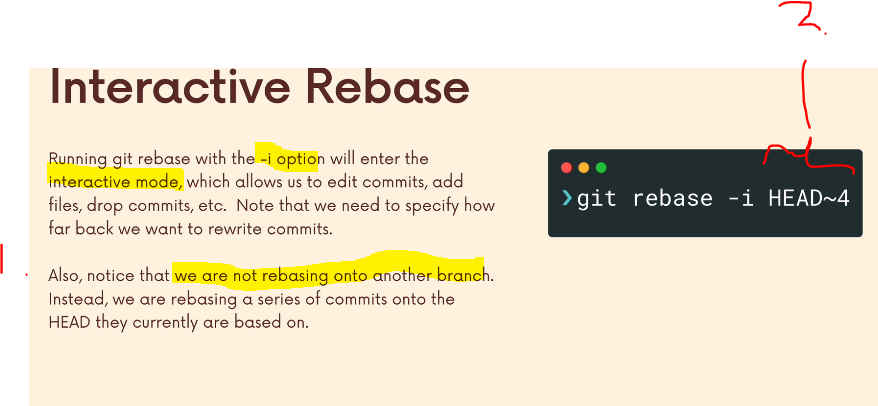 2.
Interactive Rebase
Running git rebase with the -i option will enter the
interactive mode, which allows us to edit commits, add
files, drop commits, etc. Note that we need to specify how
far back we want to rewrite commits.
1.
Also, notice that we are not rebasing onto another branch.
Instead, we are rebasing a series of commits onto the
HEAD they currently are based on.
❯git rebase -i HEAD~4